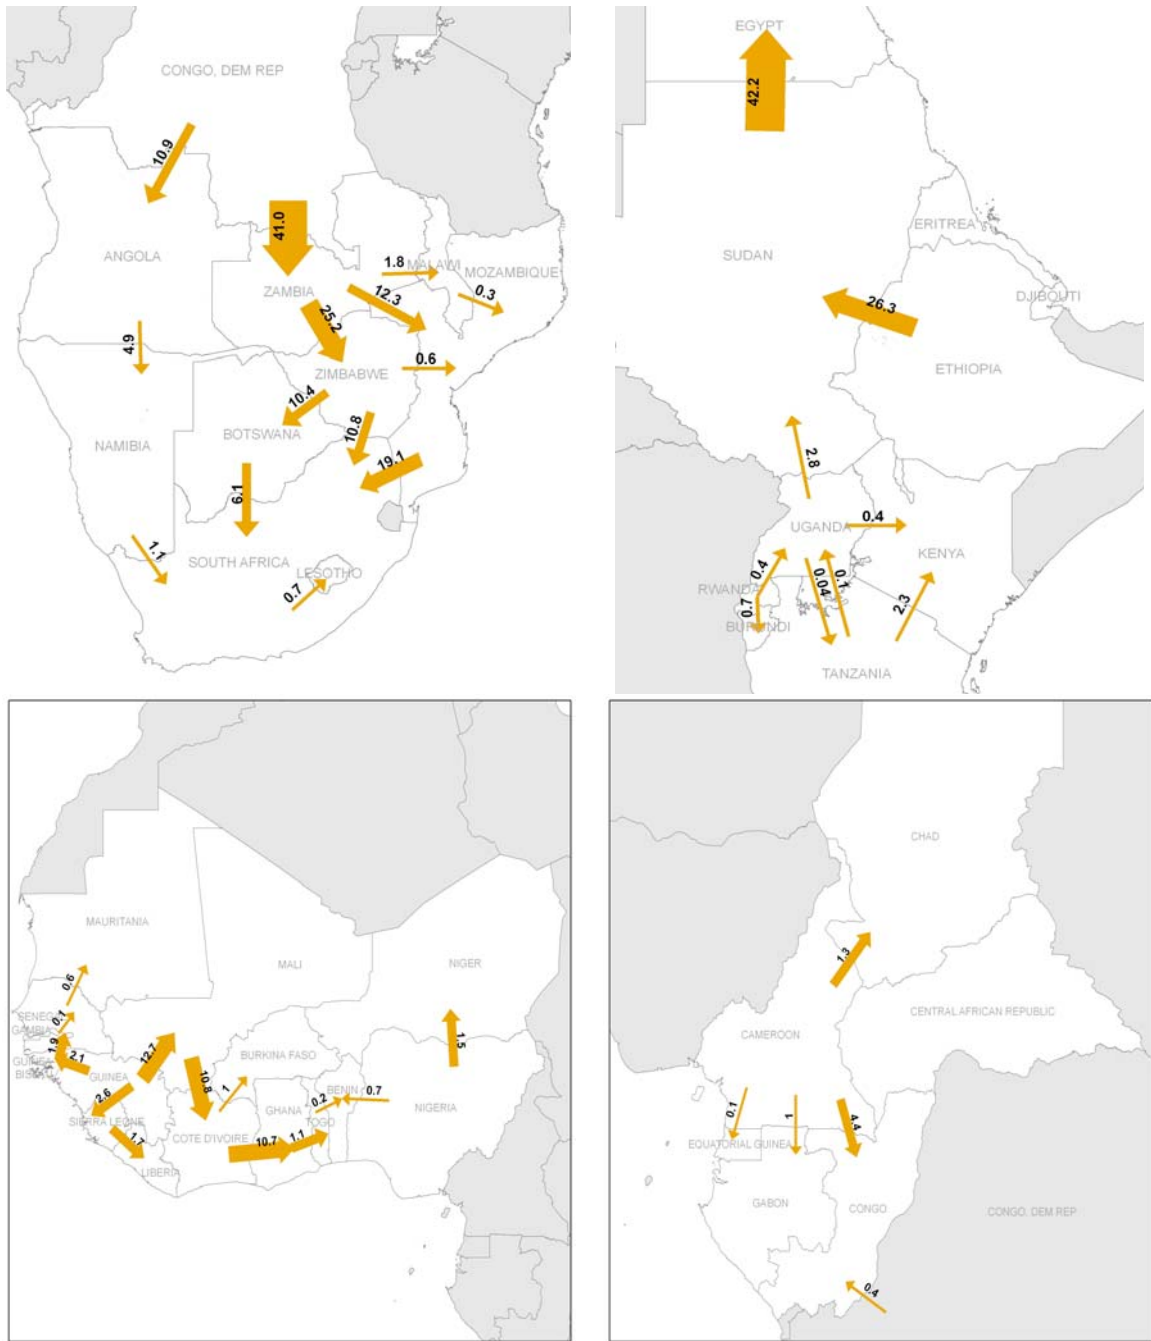 CONGO, DEM REP
10.9
41.0
ANGOLA
1.8
MALAWI
MOZAMBIQUE
ZAMBIA
12.3
0.3
25.2
4.9
0.6
ZIMBABWE
10.4
BOTSWANA
10.8
NAMIBIA
19.1
6.1
1.1
SOUTH AFRICA
LESOTHO
0.7
EGYPT
42.2
ERITREA
SUDAN
DJIBOUTI
26.3
ETHIOPIA
2.8
UGANDA
0.4
KENYA
0.4
RWANDA
0.04
0.1
0.7
BURUNDI
2.3
TANZANIA
MAURITANIA
MALI
NIGER
0.6
SENEG
0.1
GAMBIA
1.9
12.7
1.5
2.1
GUINEA
BISSAU
GUINEA
BURKINA FASO
10.8
1
BENIN
0.7
2.6
GHANA
0.2
NIGERIA
SIERRA LEONE
TOGO
1.7
COTE D'IVOIRE
10.7
1.1
LIBERIA
CHAD
1.3
CENTRAL AFRICAN REPUBLIC
CAMEROON
0.1
1
4.4
EQUATORIAL GUINEA
GABON
CONGO
CONGO, DEM REP
0.4